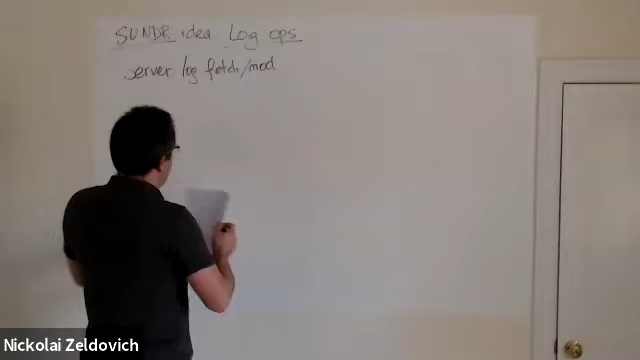 SUNDR idea Log ops
server log fetch/mod
Nickolai Zeldovich